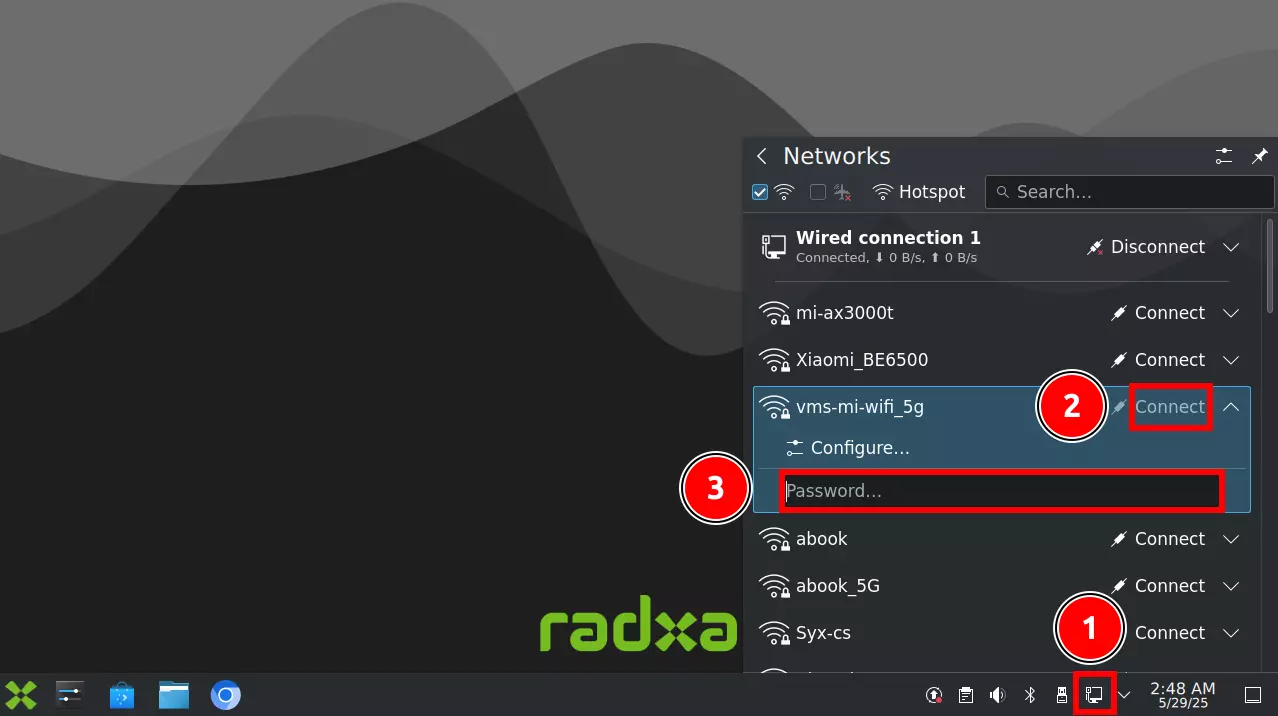 Networks
Hotspot
Search...
Wired connection 1
Disconnect
Connected, ⬇ 0 B/s, ⬆ 0 B/s
mi-ax3000t
Connect
Xiaomi_BE6500
Connect
vms-mi-wifi_5g
2
Connect
Configure...
3
Password...
abook
Connect
abook_5G
Connect
radxa
Syx-cs
1
Connect
2:48 AM
5/29/25